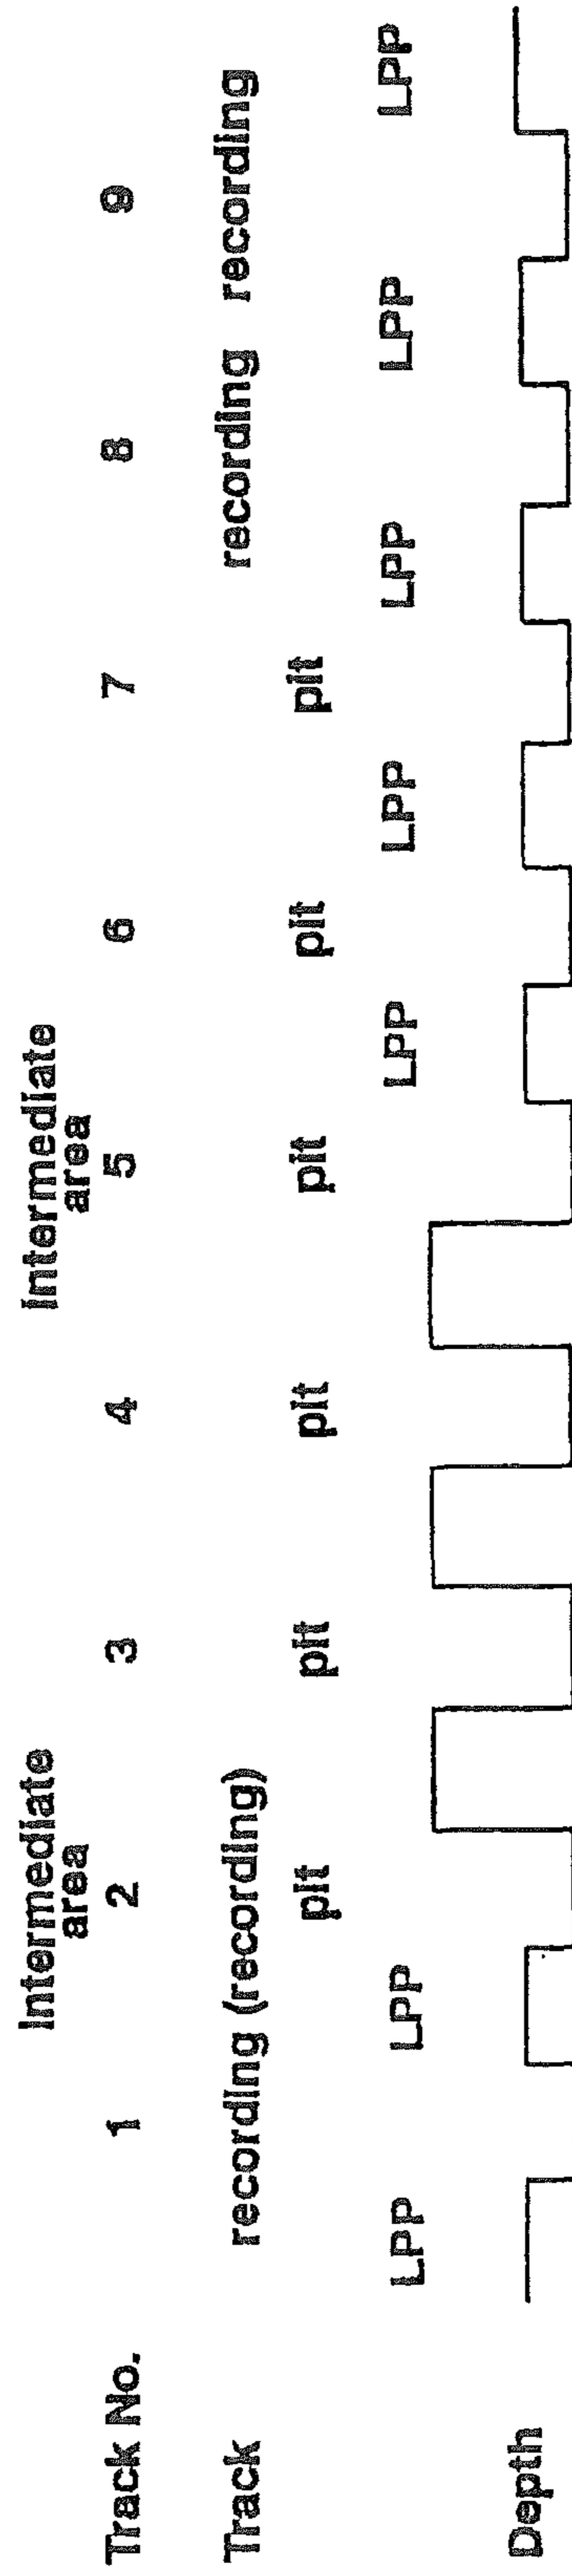 Intermediate Intermediate
area area
Track No. 1 2 3 4 5 6 7 8 9
Track recording (recording) recording recording
pit pit pit pit pit pit
LPP LPP LPP LPP LPP LPP LPP
Depth